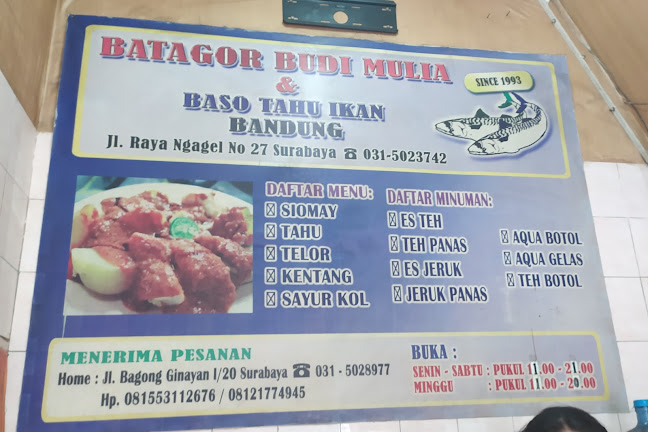 BATAGOR BUDI MULIA
&
BASO TAHU IKAN
BANDUNG
SINCE 1993
Jl. Raya Ngagel No 27 Surabaya ☎ 031-5023742
DAFTAR MENU:
SIOMAY
TAHU
TELOR
KENTANG
SAYUR KOL
DAFTAR MINUMAN:
ES TEH
TEH PANAS
ES JERUK
JERUK PANAS
AQUA BOTOL
AQUA GELAS
TEH BOTOL
MENERIMA PESANAN
Home : Jl. Bagong Ginayan I/20 Surabaya ☎ 031 - 5028977
Hp. 081553112676 / 08121774945
BUKA :
SENIN - SABTU : PUKUL 11.00 - 21.00
MINGGU : PUKUL 11.00 - 20.00